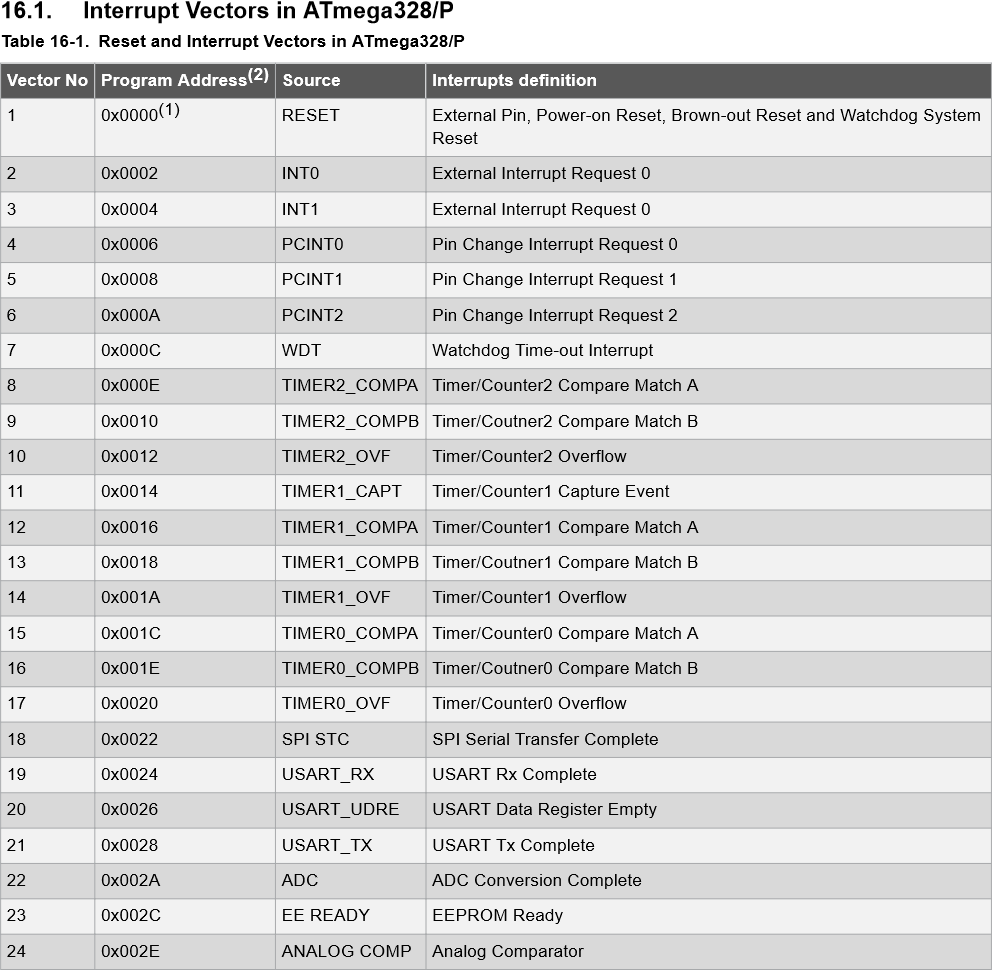 16.1. Interrupt Vectors in ATmega328/P
Table 16-1. Reset and Interrupt Vectors in ATmega328/P
Vector No Program Address(2) Source Interrupts definition
1 0x0000(1) RESET External Pin, Power-on Reset, Brown-out Reset and Watchdog System
Reset
2 0x0002 INT0 External Interrupt Request 0
3 0x0004 INT1 External Interrupt Request 0
4 0x0006 PCINT0 Pin Change Interrupt Request 0
5 0x0008 PCINT1 Pin Change Interrupt Request 1
6 0x000A PCINT2 Pin Change Interrupt Request 2
7 0x000C WDT Watchdog Time-out Interrupt
8 0x000E TIMER2_COMPA Timer/Counter2 Compare Match A
9 0x0010 TIMER2_COMPB Timer/Coutner2 Compare Match B
10 0x0012 TIMER2_OVF Timer/Counter2 Overflow
11 0x0014 TIMER1_CAPT Timer/Counter1 Capture Event
12 0x0016 TIMER1_COMPA Timer/Counter1 Compare Match A
13 0x0018 TIMER1_COMPB Timer/Coutner1 Compare Match B
14 0x001A TIMER1_OVF Timer/Counter1 Overflow
15 0x001C TIMER0_COMPA Timer/Counter0 Compare Match A
16 0x001E TIMER0_COMPB Timer/Coutner0 Compare Match B
17 0x0020 TIMER0_OVF Timer/Counter0 Overflow
18 0x0022 SPI STC SPI Serial Transfer Complete
19 0x0024 USART_RX USART Rx Complete
20 0x0026 USART_UDRE USART Data Register Empty
21 0x0028 USART_TX USART Tx Complete
22 0x002A ADC ADC Conversion Complete
23 0x002C EE READY EEPROM Ready
24 0x002E ANALOG COMP Analog Comparator